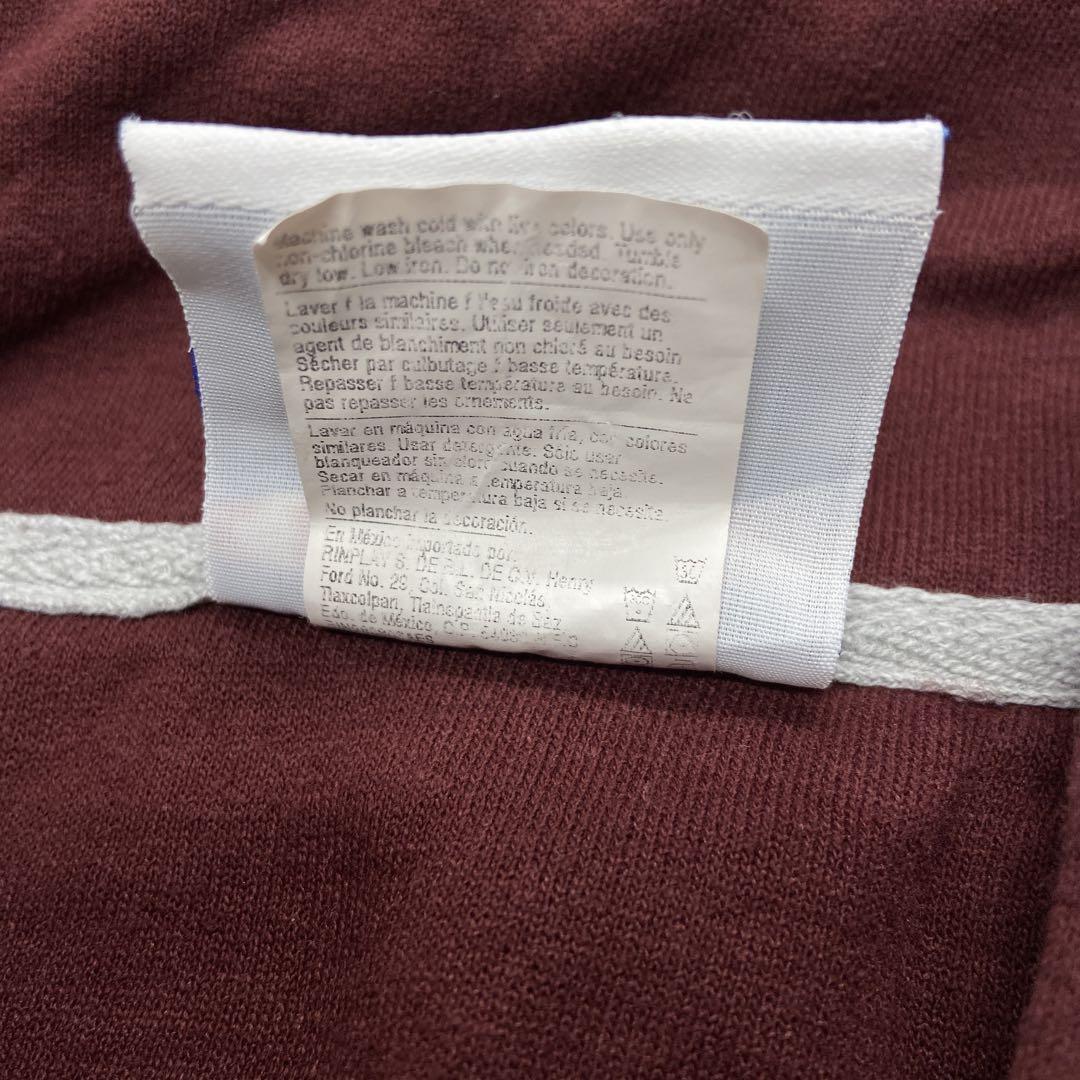 Machine wash cold with like colors. Use only
non-chlorine bleach when needed. Tumble
dry low. Low iron. Do not iron decoration.
Laver f la machine f l'eau froide avec des
couleurs similaires. Utiliser seulement un
agent de blanchiment non chloré au besoin
Sécher par culbutage f basse température.
Repasser f basse température au besoin. Ne
pas repasser les ornements.
Lavar en máquina con agua fría, con colores
similares. Usar detergente. Sólo usar
blanqueador sin cloro cuando se necesite.
Secar en máquina a temperatura baja.
Planchar a temperatura baja si se necesita.
No planchar la decoración.
En México importado por:
RINPLAY S. DE R.L. DE C.V. Henry
Ford No. 29, Col. San Nicolás,
Tlaxcolpan, Tlalnepantla de Baz
Edo. de México, C.P.